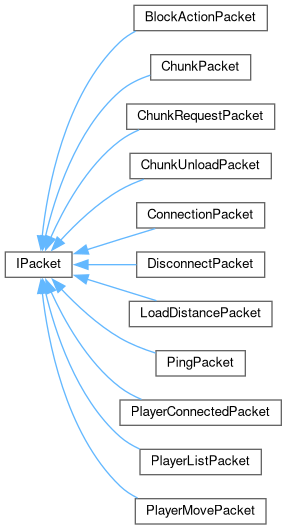 BlockActionPacket
ChunkPacket
ChunkRequestPacket
ChunkUnloadPacket
ConnectionPacket
IPacket
DisconnectPacket
LoadDistancePacket
PingPacket
PlayerConnectedPacket
PlayerListPacket
PlayerMovePacket